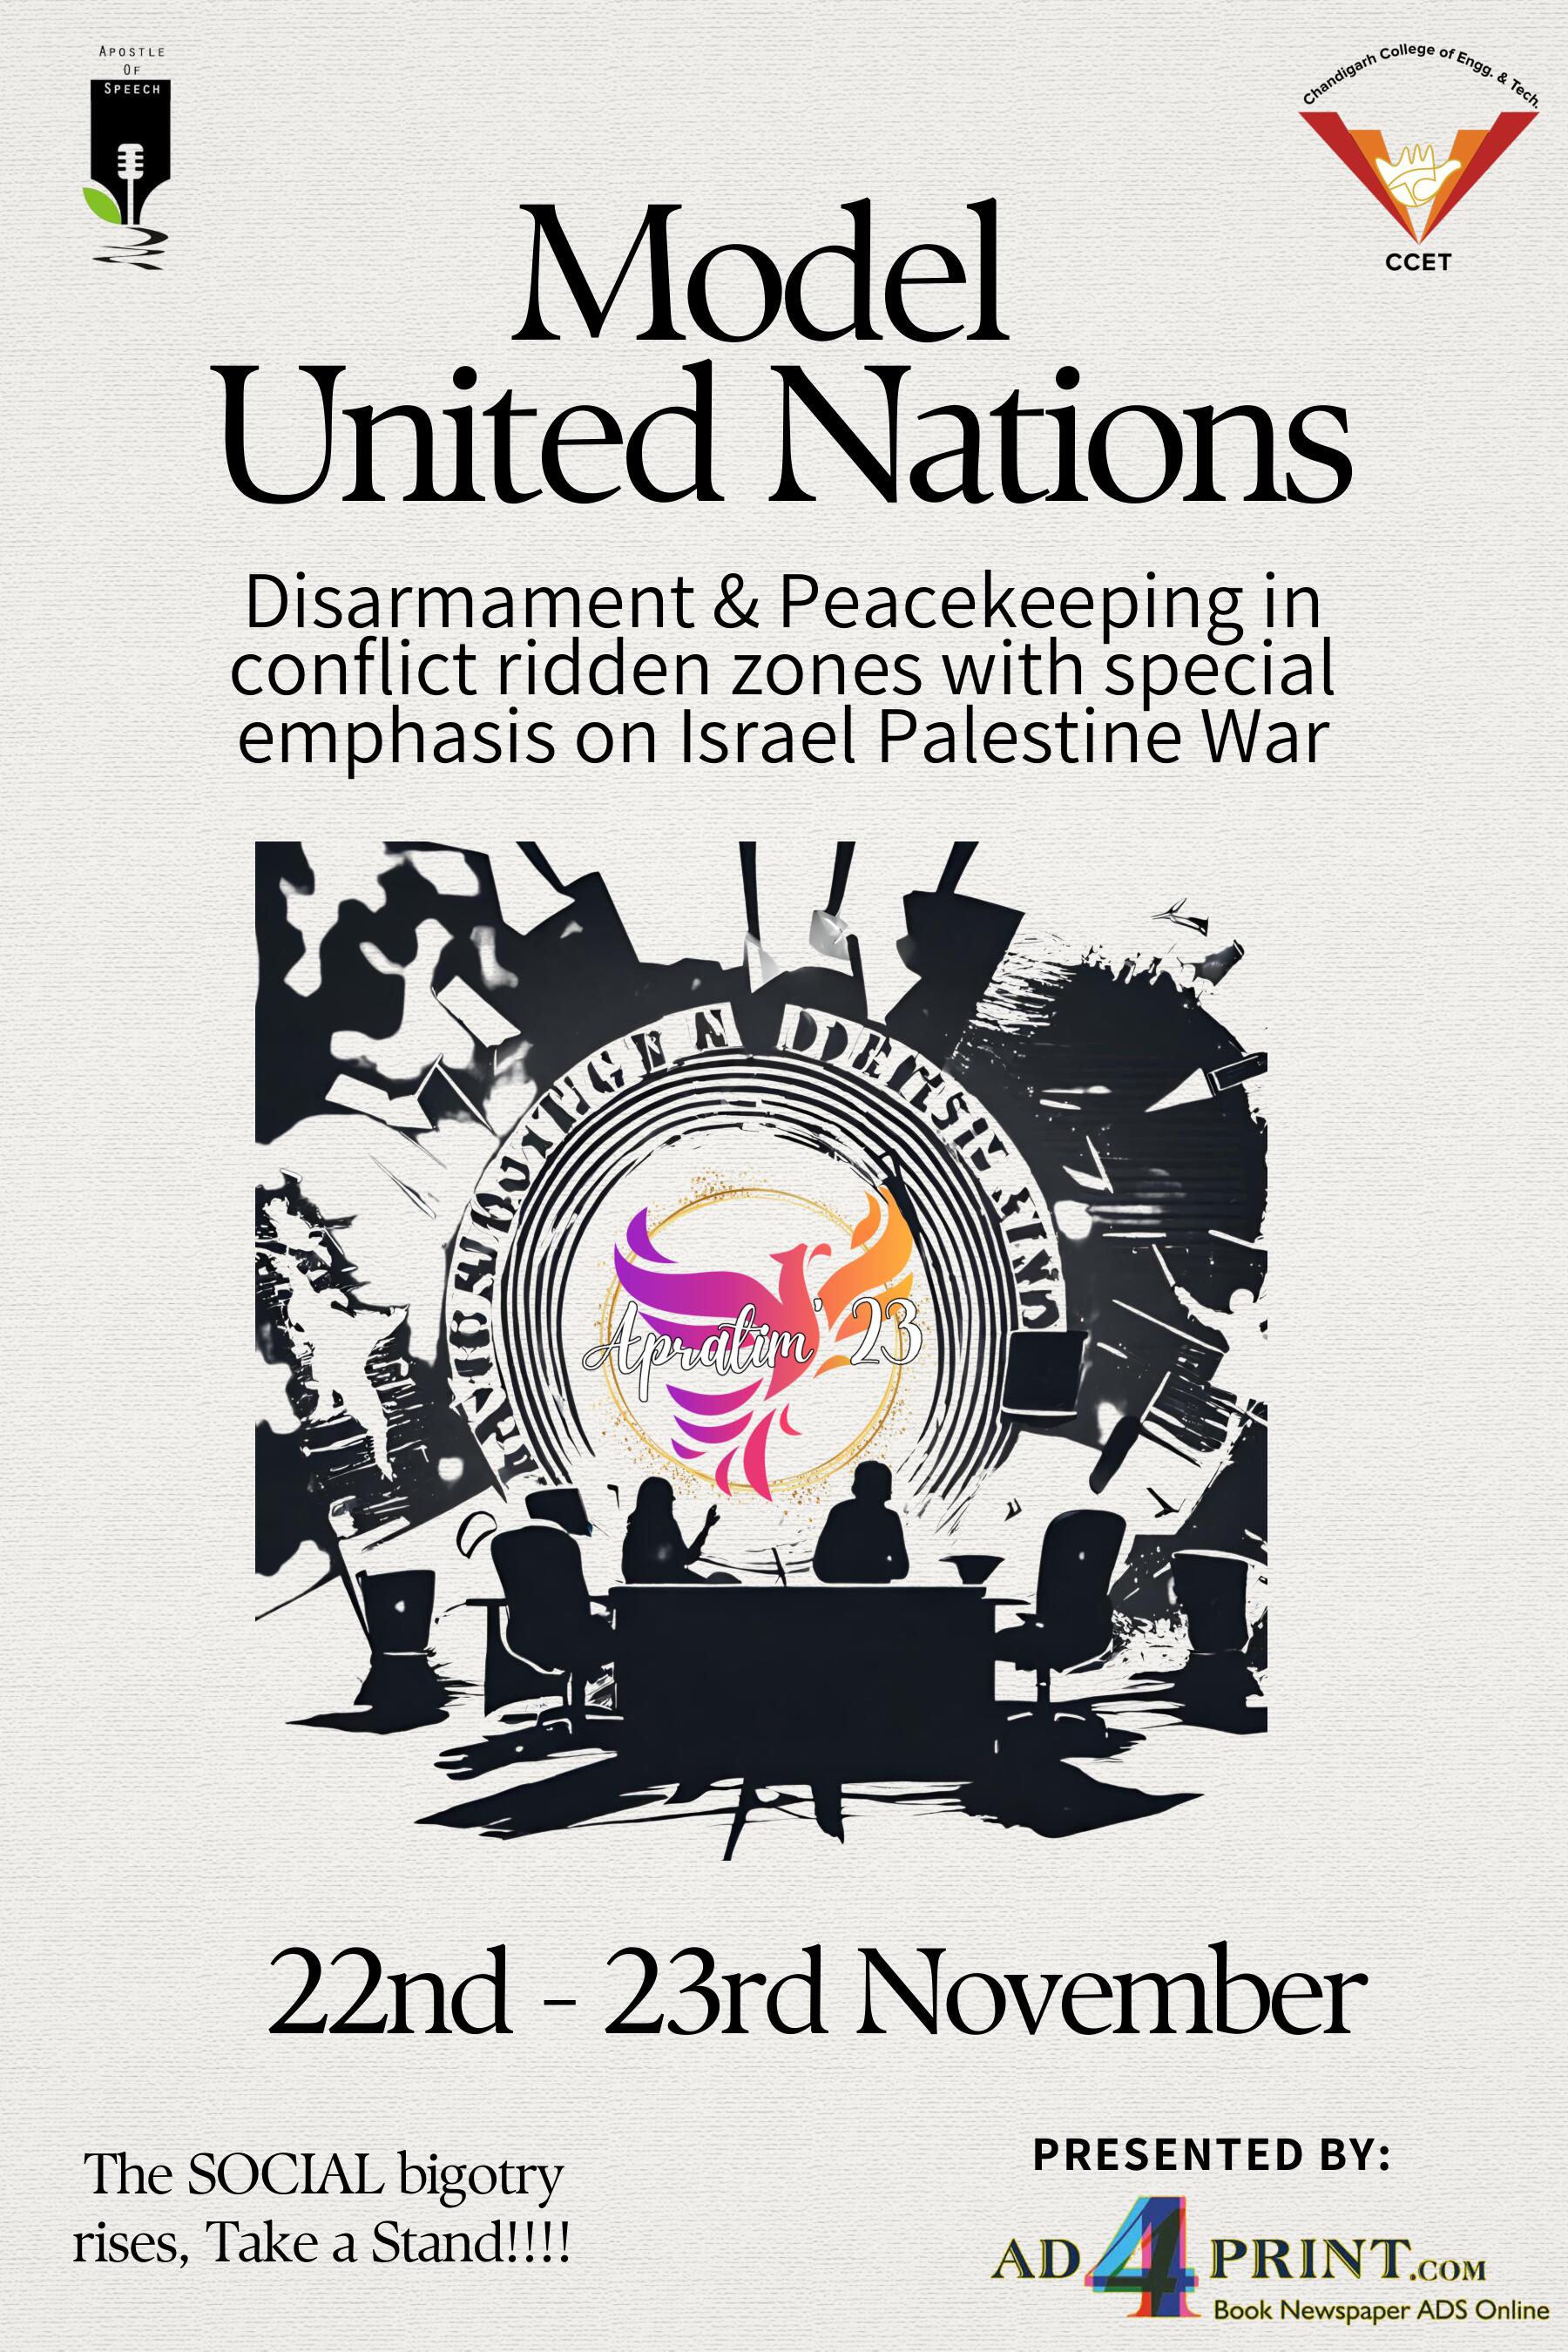 APOSTLE
OF
SPEECH
Chandigarh College of Engg. & Tech.
CCET
Model
United Nations
Disarmament & Peacekeeping in
conflict ridden zones with special
emphasis on Israel Palestine War
Apratim' 23
22nd - 23rd November
The SOCIAL bigotry
rises, Take a Stand!!!!
PRESENTED BY:
AD4PRINT.COM
Book Newspaper ADS Online